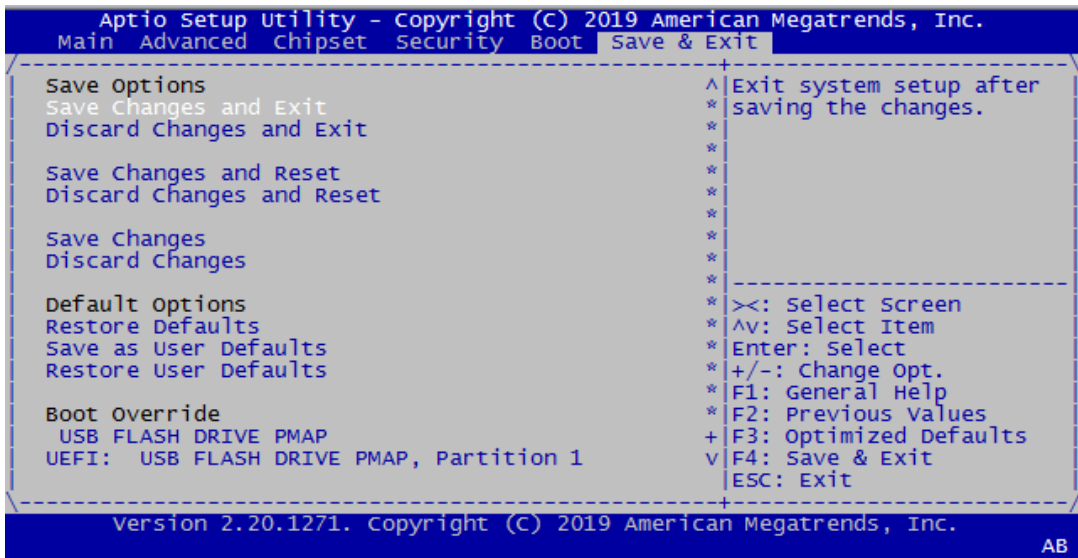 Aptio Setup Utility – Copyright (C) 2019 American Megatrends, Inc.
Main Advanced Chipset Security Boot Save & Exit
Save Options
Save Changes and Exit
Discard Changes and Exit
Save Changes and Reset
Discard Changes and Reset
Save Changes
Discard Changes
Default Options
Restore Defaults
Save as User Defaults
Restore User Defaults
Boot Override
USB FLASH DRIVE PMAP
UEFI: USB FLASH DRIVE PMAP, Partition 1
Exit system setup after
saving the changes.
><: Select Screen
^v: Select Item
Enter: Select
+/-: Change Opt.
F1: General Help
F2: Previous Values
F3: Optimized Defaults
F4: Save & Exit
ESC: Exit
Version 2.20.1271. Copyright (C) 2019 American Megatrends, Inc.
AB